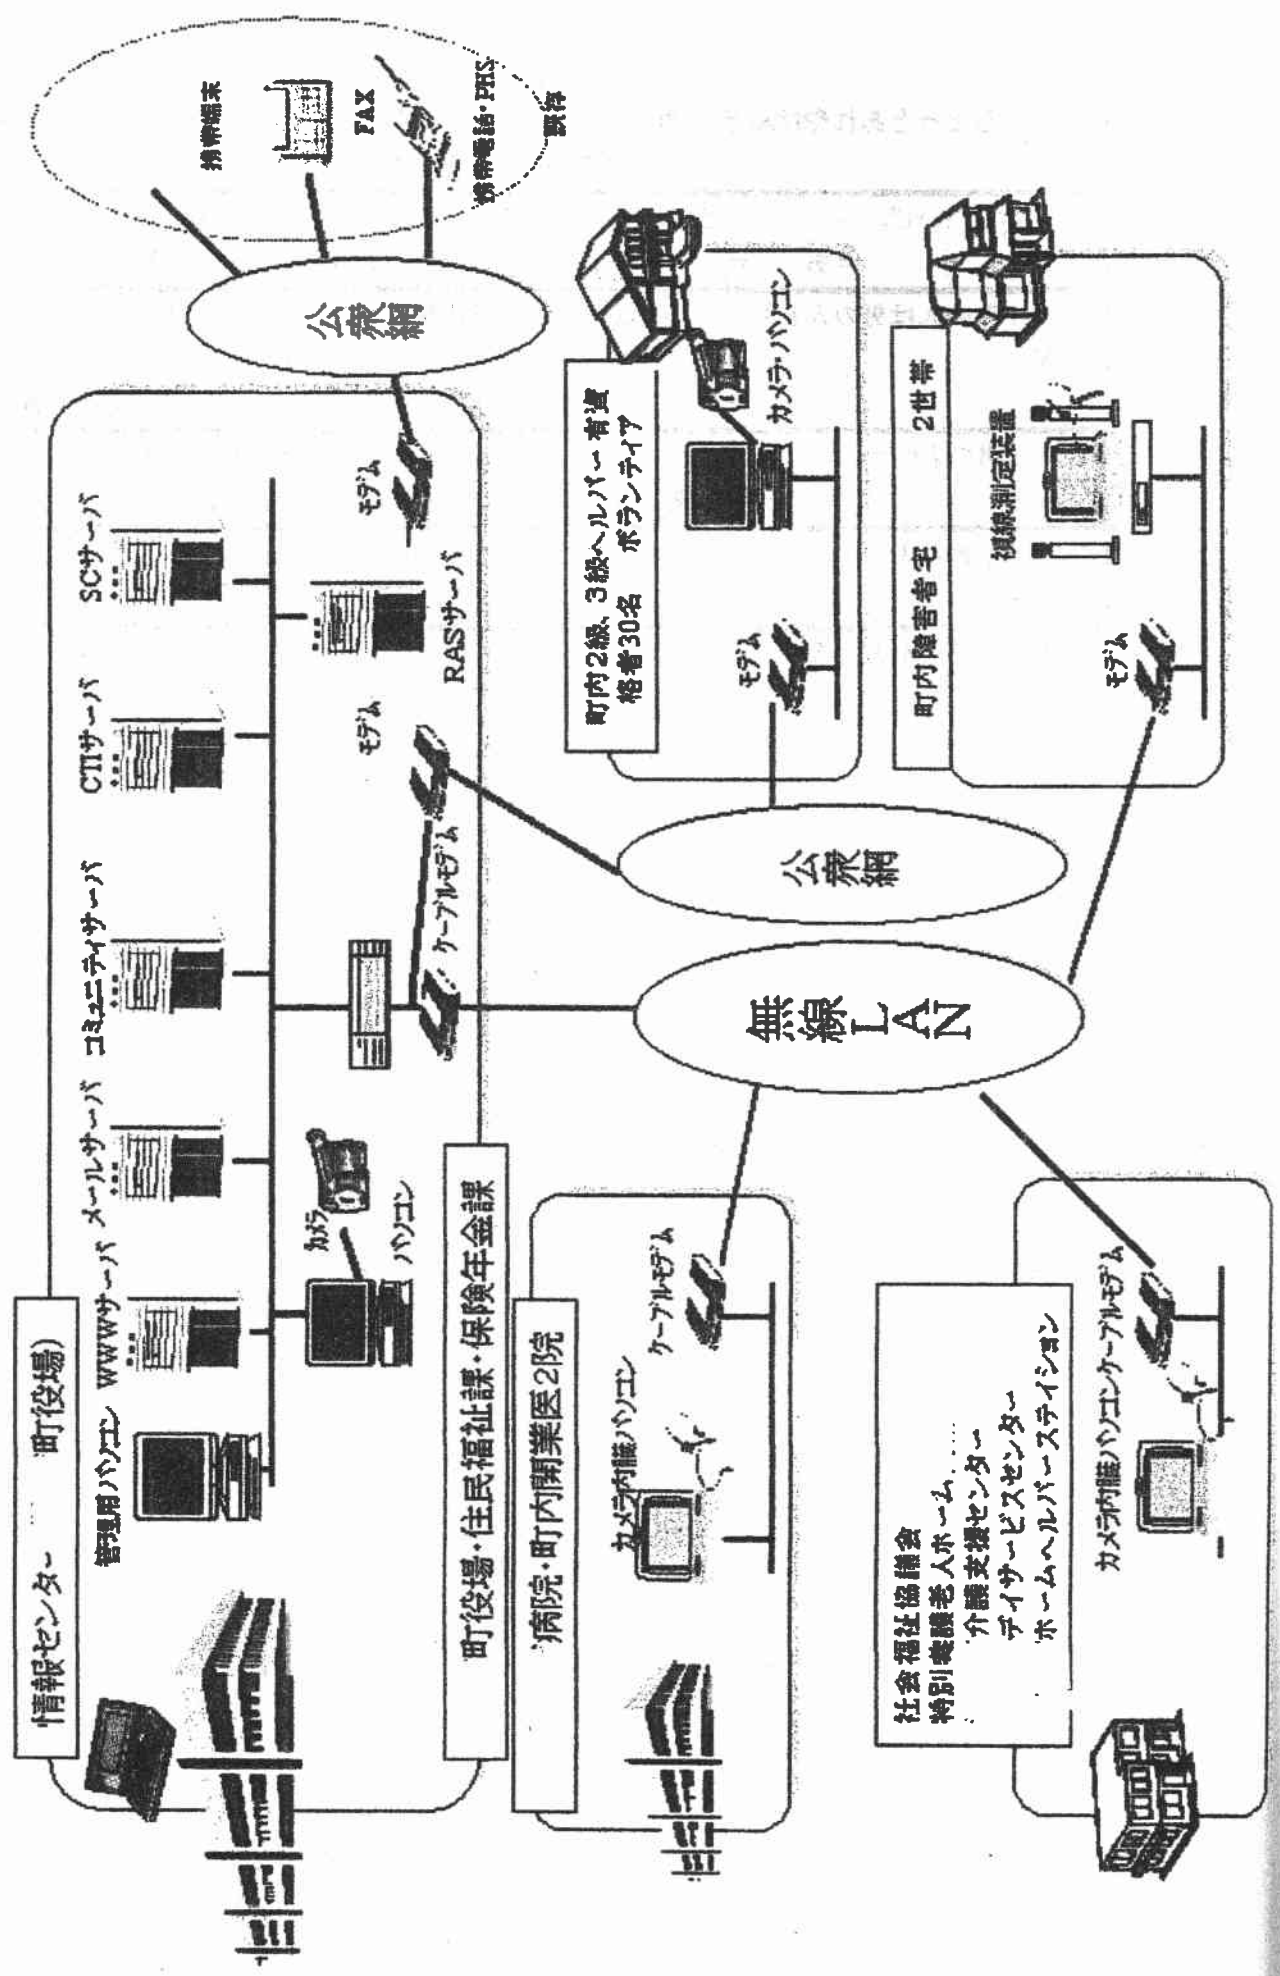 情報センター　　町役場)
管理用パソコン
WWWサーバ
メールサーバ
コミュニティサーバ
CTIサーバ
SCサーバ
カメラ
パソコン
ケーブルモデム
モデム
RASサーバ
モデム
公衆網
携帯端末
FAX
携帯電話・PHS
既存
町役場・住民福祉課・保険年金課
病院・町内開業医2院
カメラ内臓パソコン
ケーブルモデム
無線LAN
公衆網
町内2級、3級ヘルパー有資
格者30名　ボランティア
モデム
カメラ・パソコン
社会福祉協議会
特別養護老人ホーム
介護支援センター
デイサービスセンター
ホームヘルパーステイション
カメラ内臓パソコンケーブルモデム
町内障害者宅　　2世帯
モデム
視線測定装置